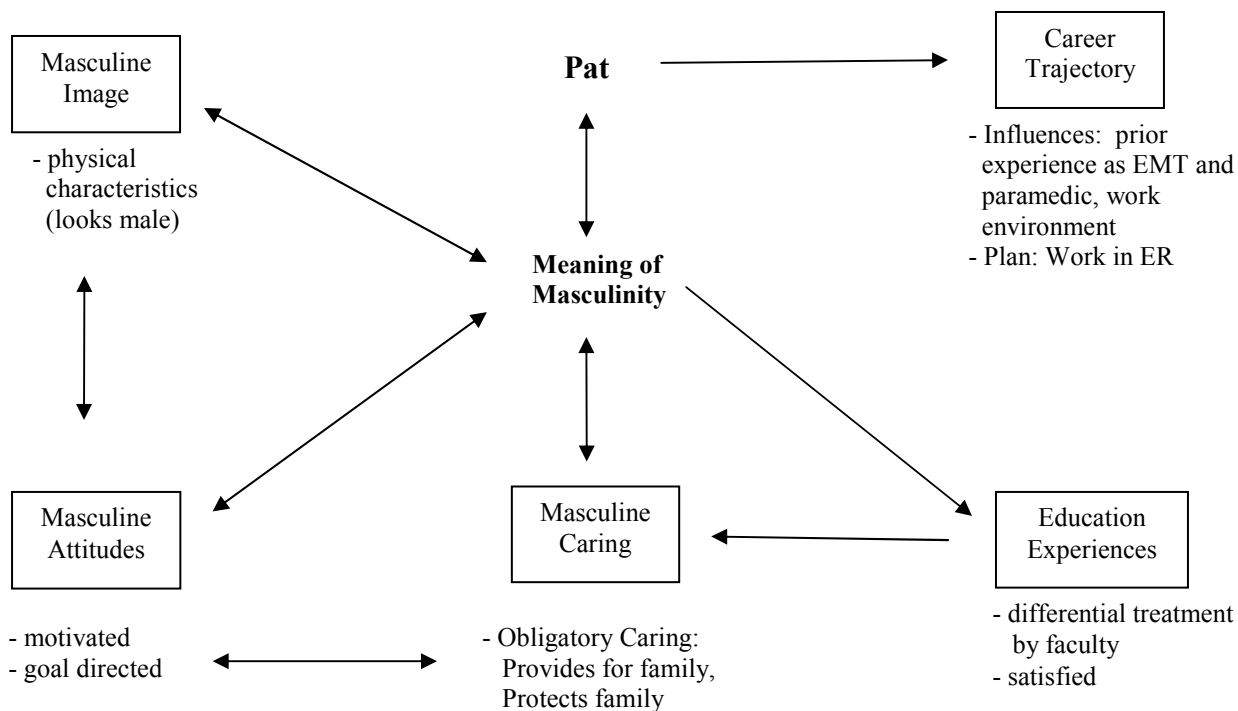 Masculine
Image
- physical
characteristics
(looks male)
Pat
Career
Trajectory
- Influences:  prior
experience as EMT and
paramedic, work
environment
- Plan: Work in ER
Meaning of
Masculinity
Masculine
Attitudes
- motivated
- goal directed
Masculine
Caring
- Obligatory Caring:
Provides for family,
Protects family
Education
Experiences
- differential treatment
by faculty
- satisfied